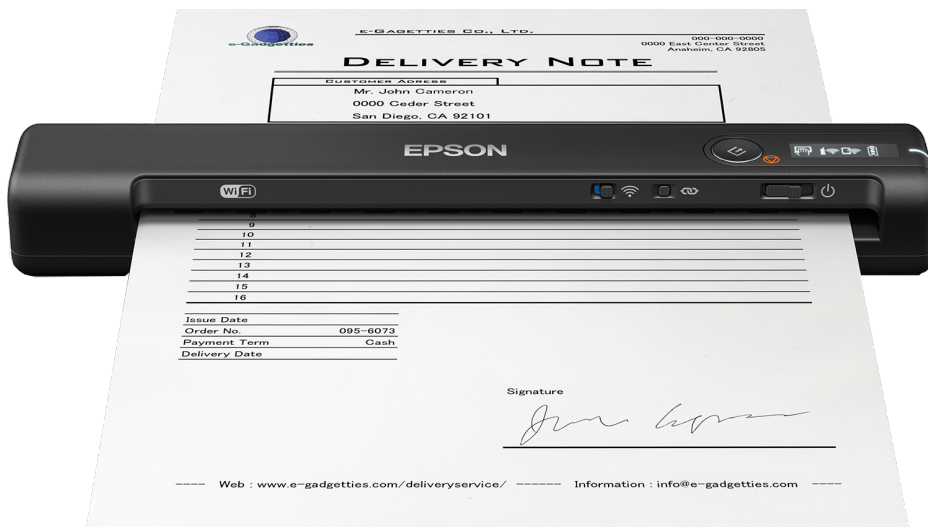 e-Gadgetties
e-Gagetties Co., Ltd.
000-000-0000
0000 East Center Street
Anaheim, CA 92805
Delivery Note
Customer Adress
Mr. John Cameron
0000 Ceder Street
San Diego, CA 92101
EPSON
WiFi
8
9
10
11
12
13
14
15
16
Issue Date
Order No. 095-6073
Payment Term Cash
Delivery Date
Signature
Web : www.e-gadgetties.com/deliveryservice/ Information : info@e-gadgetties.com